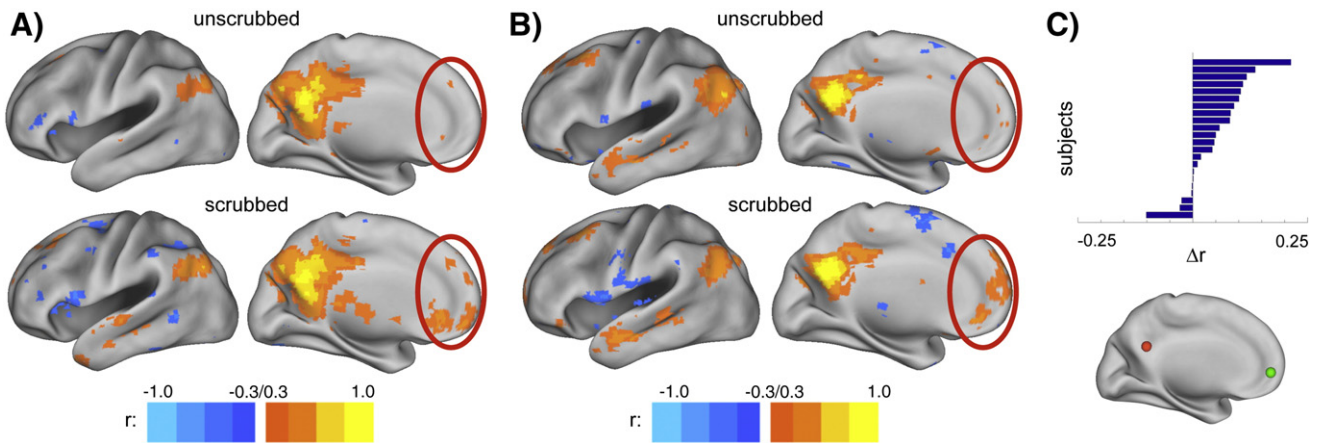 A)
unscrubbed
scrubbed
r:
-1.0
-0.3/0.3
1.0
B)
unscrubbed
scrubbed
r:
-1.0
-0.3/0.3
1.0
C)
subjects
-0.25
0.25
Δr